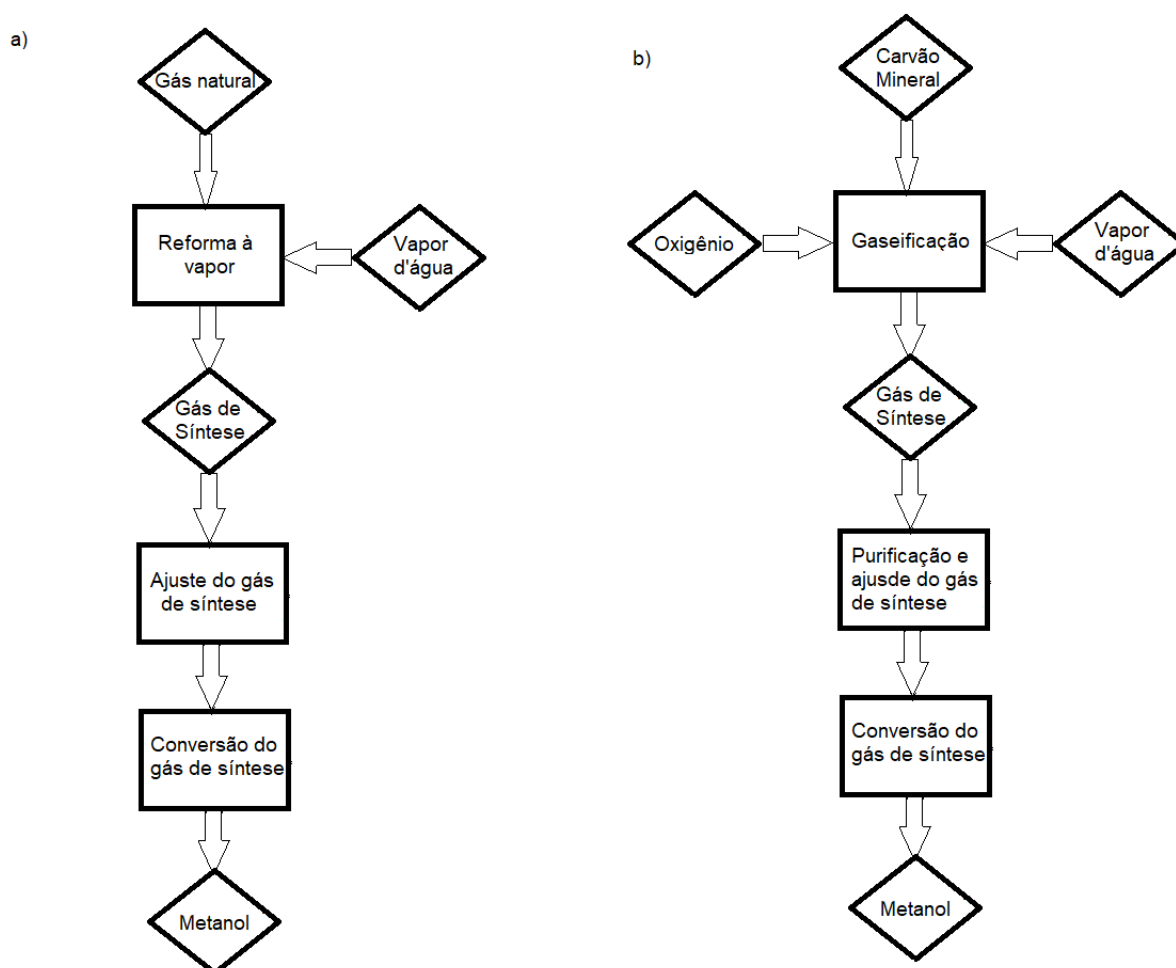 a)
Gás natural
Reforma à
vapor
Vapor
d'água
Gás de
Síntese
Ajuste do gás
de síntese
Conversão do
gás de síntese
Metanol
b)
Carvão
Mineral
Oxigênio
Gaseificação
Vapor
d'água
Gás de
Síntese
Purificação e
ajusde do gás
de síntese
Conversão do
gás de síntese
Metanol